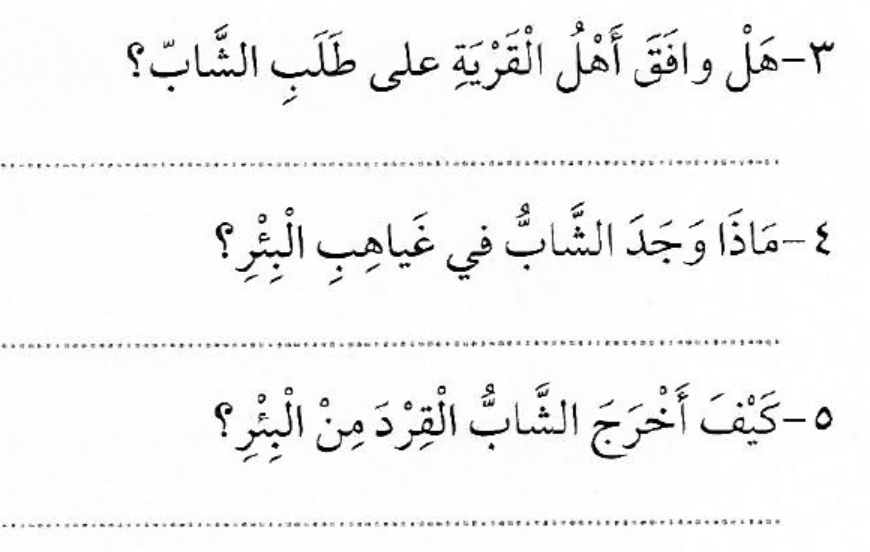 ٣-هَلْ وافَقَ أَهْلُ الْقَرْيَةِ على طَلَبِ الشَّابّ؟
٤-مَاذَا وَجَدَ الشَّابُّ في غَياهِبِ الْبِئْرِ؟
٥-كَيْفَ أَخْرَجَ الشَّابُّ الْقِرْدَ مِنْ الْبِئْرِ؟